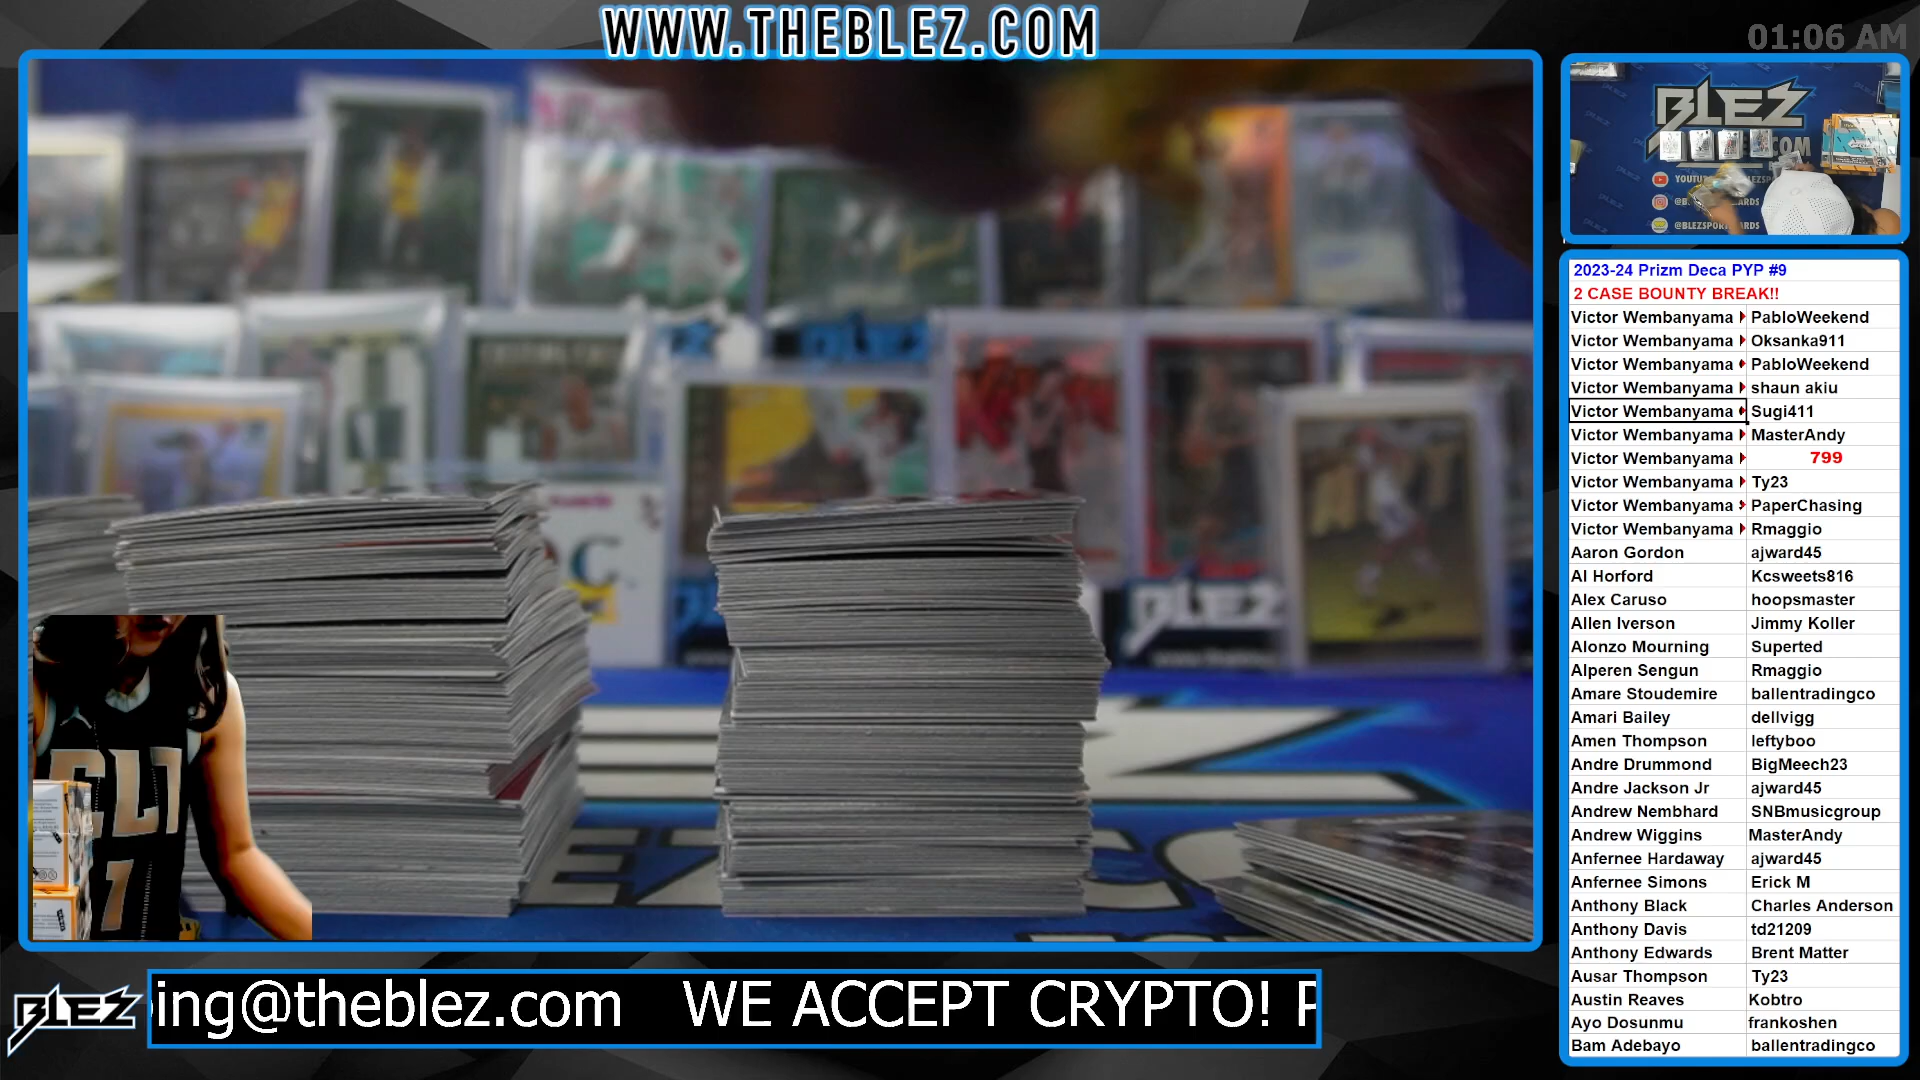 WWW.THEBLEZ.COM
01:06 AM
BLEZ
.COM
2023-24 Prizm Deca PYP #9
2 CASE BOUNTY BREAK!!
Victor Wembanyama PabloWeekend
Victor Wembanyama Oksanka911
Victor Wembanyama PabloWeekend
Victor Wembanyama shaun akiu
Victor Wembanyama Sugi411
Victor Wembanyama MasterAndy
Victor Wembanyama 799
Victor Wembanyama Ty23
Victor Wembanyama PaperChasing
Victor Wembanyama Rmaggio
Aaron Gordon ajward45
Al Horford Kcsweets816
Alex Caruso hoopsmaster
Allen Iverson Jimmy Koller
Alonzo Mourning Superted
Alperen Sengun Rmaggio
Amare Stoudemire ballentradingco
Amari Bailey dellvigg
Amen Thompson leftyboo
Andre Drummond BigMeech23
Andre Jackson Jr ajward45
Andrew Nembhard SNBmusicgroup
Andrew Wiggins MasterAndy
Anfernee Hardaway ajward45
Anfernee Simons Erick M
Anthony Black Charles Anderson
Anthony Davis td21209
Anthony Edwards Brent Matter
Ausar Thompson Ty23
Austin Reaves Kobtro
Ayo Dosunmu frankoshen
Bam Adebayo ballentradingco
BLEZ
BLEZ
ing@theblez.com WE ACCEPT CRYPTO!